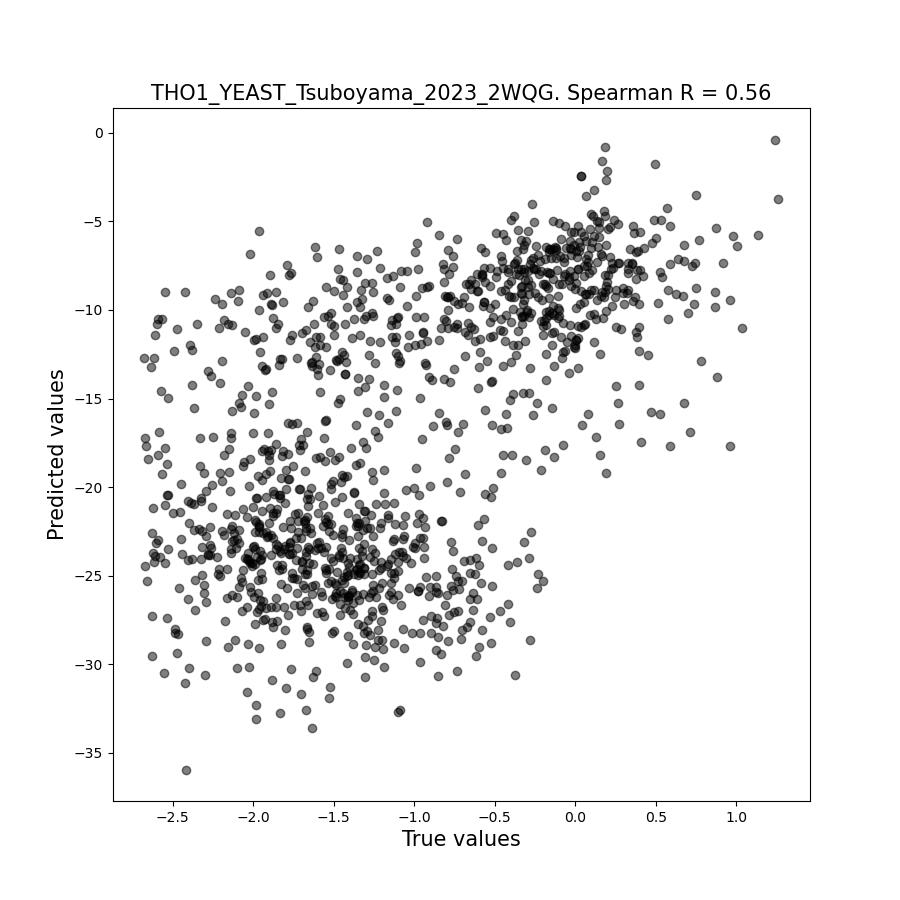 THO1_YEAST_Tsuboyama_2023_2WQG. Spearman R = 0.56
0
−5
−10
−15
−20
−25
−30
−35
Predicted values
−2.5 −2.0 −1.5 −1.0 −0.5 0.0 0.5 1.0
True values